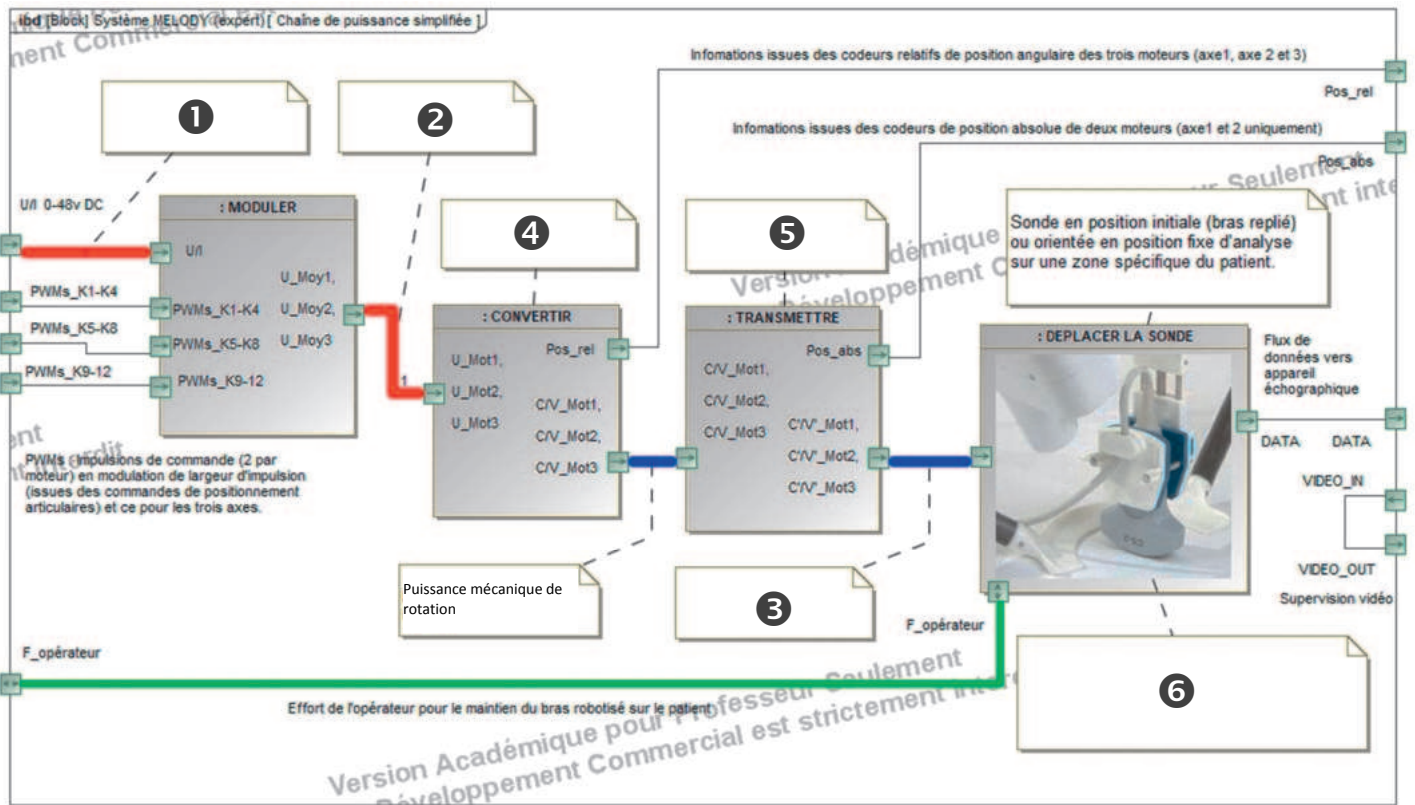 ibd [Block] Système MELODY (expert) [ Chaîne de puissance simplifiée ]
Infomations issues des codeurs relatifs de position angulaire des trois moteurs (axe1, axe 2 et 3)
Pos_rel
❶
❷
Infomations issues des codeurs de position absolue de deux moteurs (axe1 et 2 uniquement)
Pos_abs
U/I 0-48v DC
: MODULER
U/I
U_Moy1,
U_Moy2,
U_Moy3
PWMs_K1-K4
PWMs_K1-K4
PWMs_K5-K8
PWMs_K5-K8
PWMs_K9-12
PWMs_K9-12
PWMs : Impulsions de commande (2 par
moteur) en modulation de largeur d'impulsion
(issues des commandes de positionnement
articulaires) et ce pour les trois axes.
❹
: CONVERTIR
Pos_rel
U_Mot1,
U_Mot2,
U_Mot3
1
C/V_Mot1,
C/V_Mot2,
C/V_Mot3
❺
: TRANSMETTRE
Pos_abs
C/V_Mot1,
C/V_Mot2,
C/V_Mot3
C'/V'_Mot1,
C'/V'_Mot2,
C'/V'_Mot3
Sonde en position initiale (bras replié)
ou orientée en position fixe d'analyse
sur une zone spécifique du patient.
: DEPLACER LA SONDE
Flux de
données vers
appareil
échographique
DATA
DATA
VIDEO_IN
VIDEO_OUT
Supervision vidéo
Puissance mécanique de
rotation
❸
F_opérateur
❻
F_opérateur
Effort de l'opérateur pour le maintien du bras robotisé sur le patient
Version Académique pour Professeur Seulement
Développement Commercial est strictement